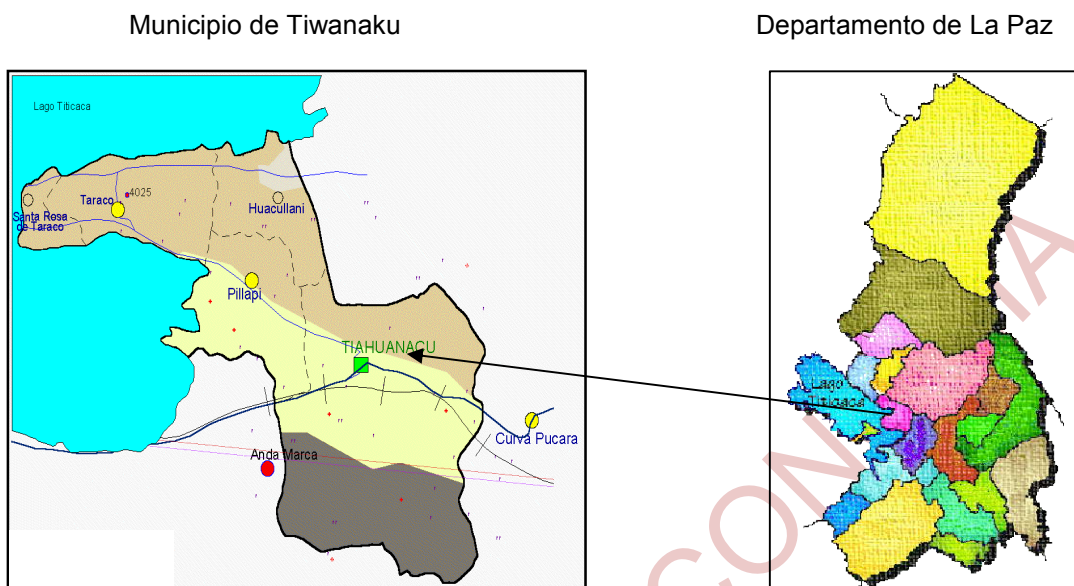 Municipio de Tiwanaku
Departamento de La Paz
Lago Titicaca
Taraco
4025
Huacullani
Santa Rosa
de Taraco
Pillapi
TIAHUANACU
Curva Pucara
Anda Marca
Lago
Titicaca